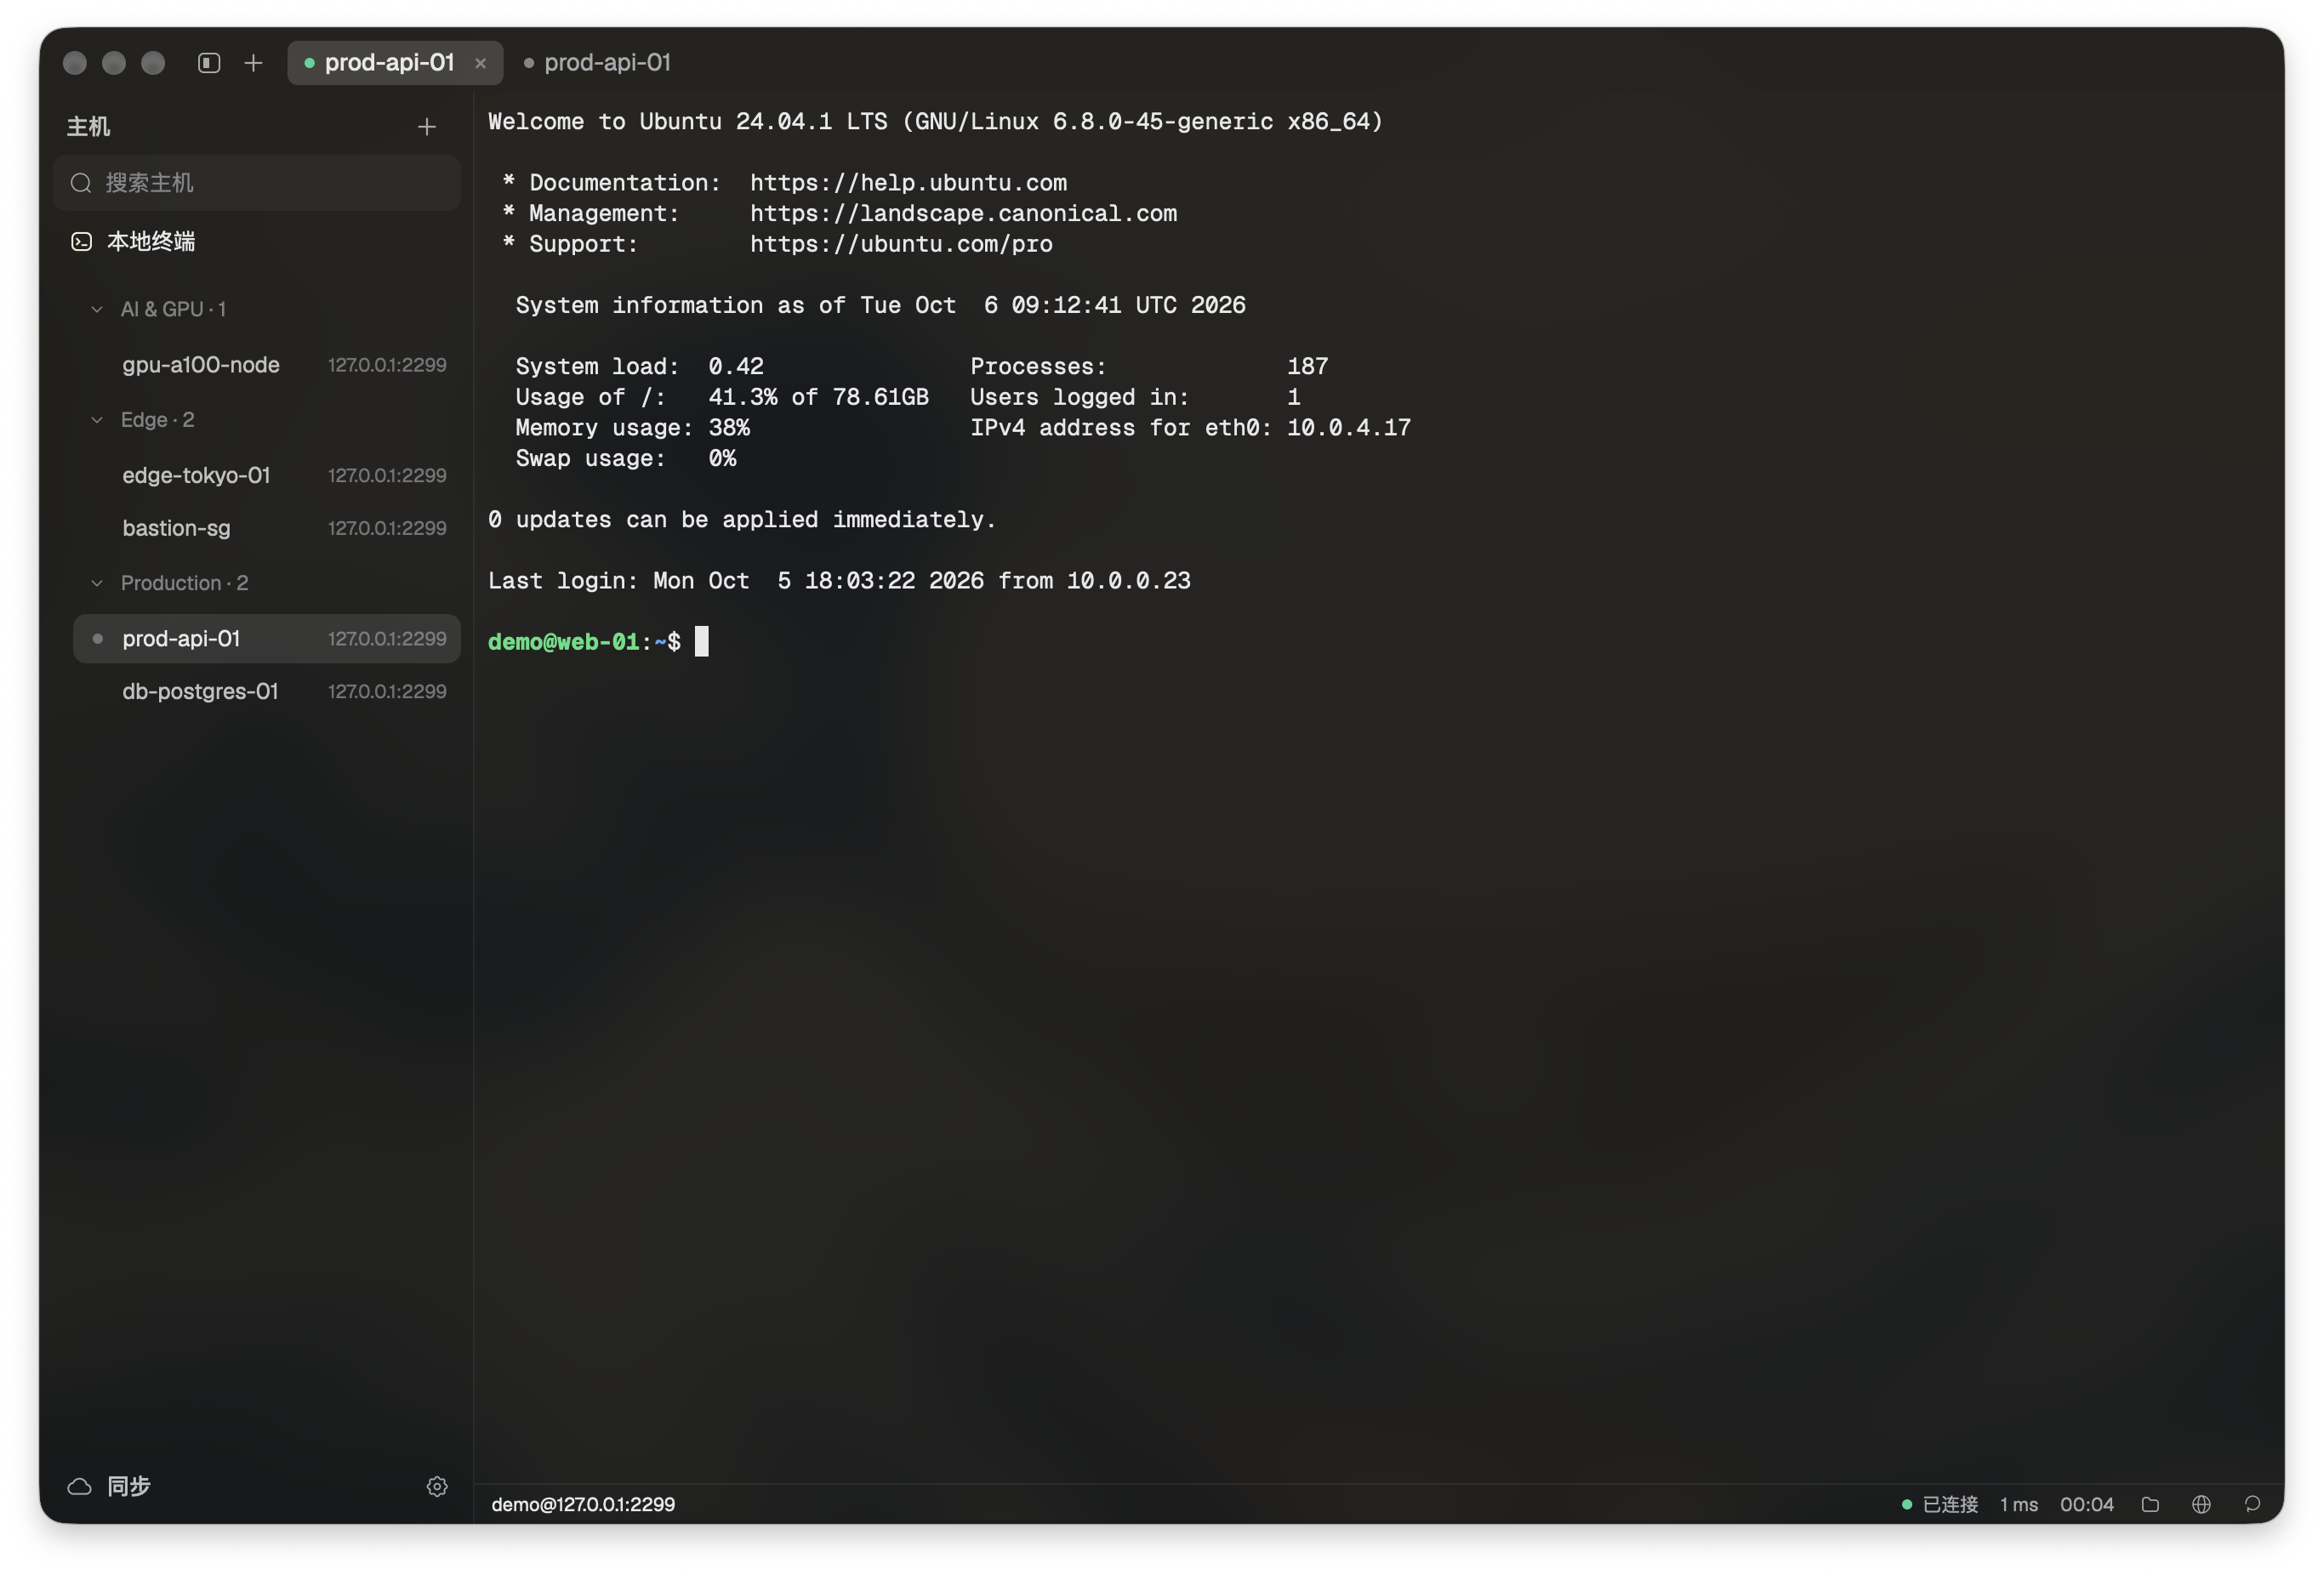 prod-api-01 prod-api-01
主机
搜索主机
本地终端
AI & GPU · 1
gpu-a100-node 127.0.0.1:2299
Edge · 2
edge-tokyo-01 127.0.0.1:2299
bastion-sg 127.0.0.1:2299
Production · 2
prod-api-01 127.0.0.1:2299
db-postgres-01 127.0.0.1:2299
同步
Welcome to Ubuntu 24.04.1 LTS (GNU/Linux 6.8.0-45-generic x86_64)
* Documentation: https://help.ubuntu.com
* Management: https://landscape.canonical.com
* Support: https://ubuntu.com/pro
System information as of Tue Oct 6 09:12:41 UTC 2026
System load: 0.42 Processes: 187
Usage of /: 41.3% of 78.61GB Users logged in: 1
Memory usage: 38% IPv4 address for eth0: 10.0.4.17
Swap usage: 0%
0 updates can be applied immediately.
Last login: Mon Oct 5 18:03:22 2026 from 10.0.0.23
demo@web-01:~$
demo@127.0.0.1:2299 已连接 1 ms 00:04